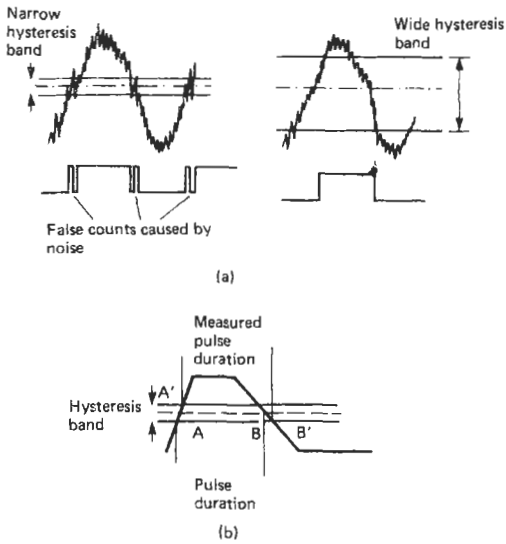 Narrow
hysteresis
band
Wide hysteresis
band
False counts caused by
noise
(a)
Measured
pulse
duration
A'
Hysteresis
band
A
B
B'
Pulse
duration
(b)